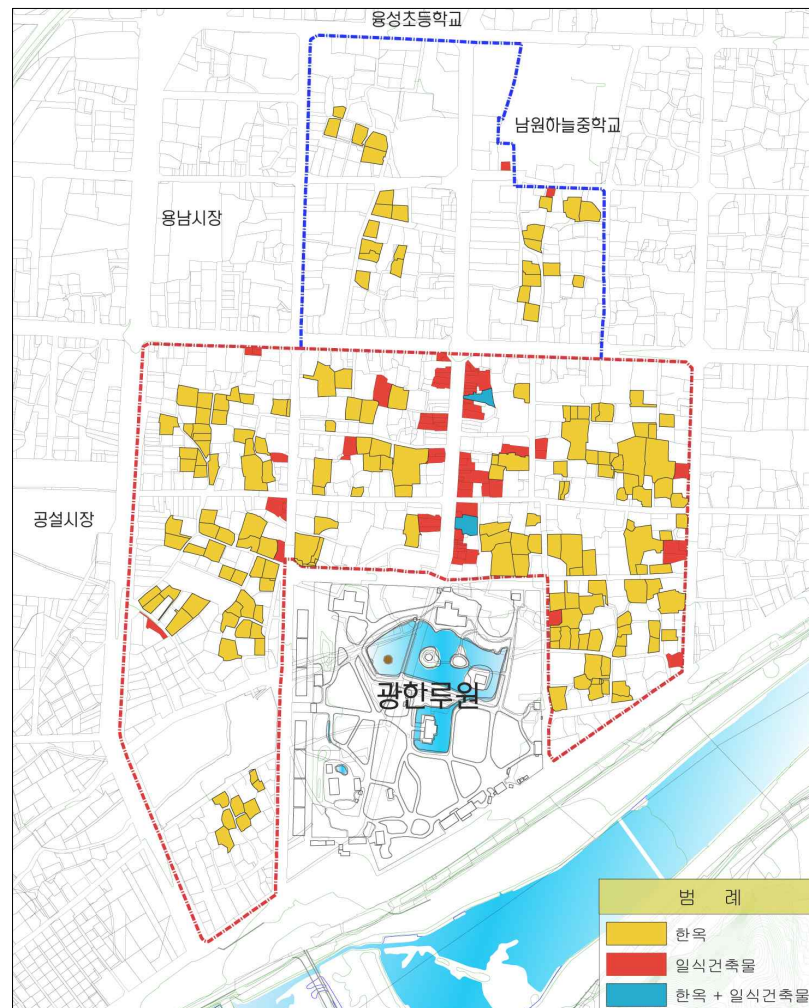 용성초등학교
남원하늘중학교
용남시장
공설시장
광한루원
범 례
한옥
일식건축물
한옥 + 일식건축물